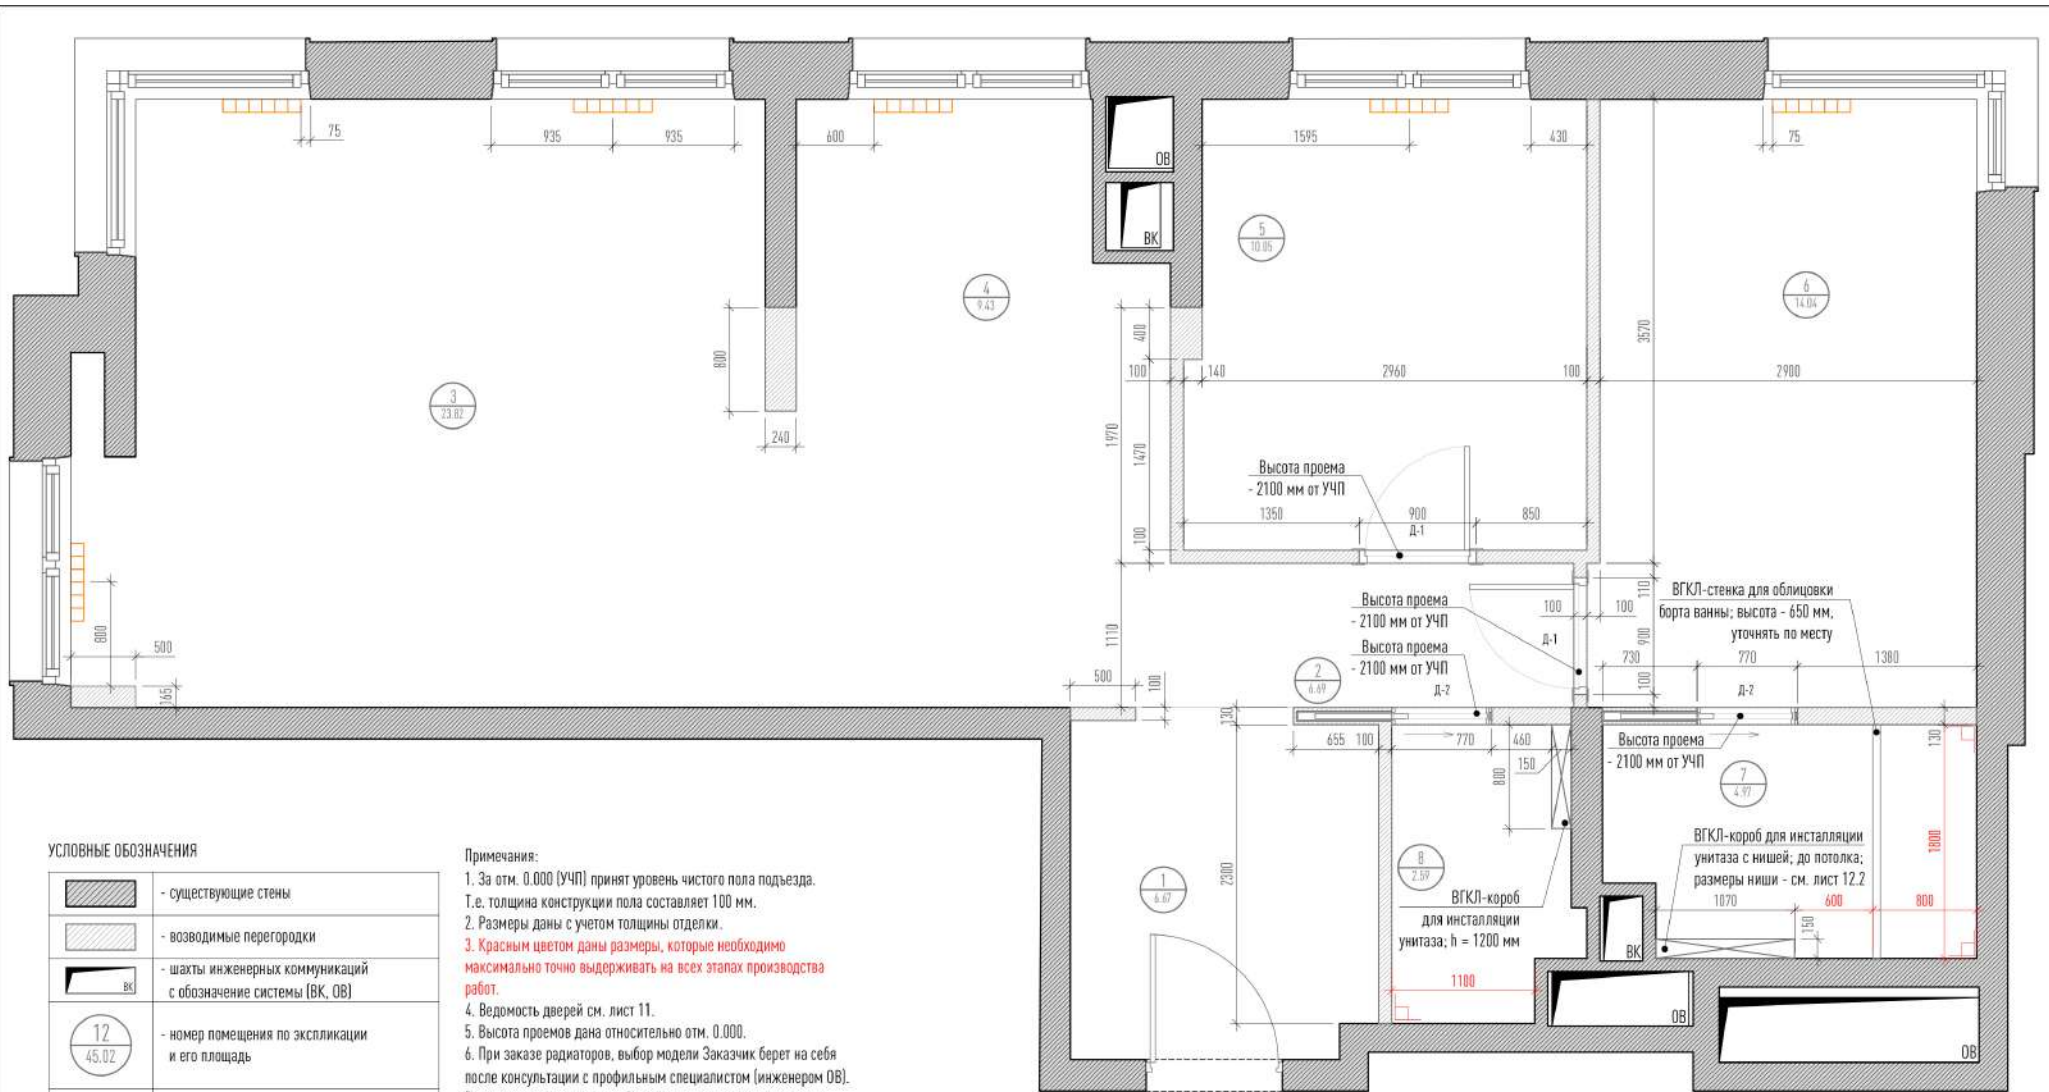 75
935
935
600
1595
430
75
ОВ
ВК
5
10.05
4
9.43
6
14.04
3
23.82
800
240
400
100
140
2960
100
2900
3570
1970
1470
100
Высота проема
- 2100 мм от УЧП
1350
900
850
Д-1
800
500
165
1110
500
100
130
Высота проема
- 2100 мм от УЧП
Высота проема
- 2100 мм от УЧП
Д-2
2
6.69
100
100
Д-1
110
900
100
ВГКЛ-стенка для облицовки
борта ванны; высота - 650 мм,
уточнять по месту
730
770
1380
Д-2
655
100
770
460
150
800
Высота проема
- 2100 мм от УЧП
130
7
4.97
1800
ВГКЛ-короб для инсталляции
унитаза с нишей; до потолка;
размеры ниши - см. лист 12.2
1070
600
800
150
2300
1
6.67
8
2.59
ВГКЛ-короб
для инсталляции
унитаза; h = 1200 мм
1100
ВК
ОВ
ОВ
УСЛОВНЫЕ ОБОЗНАЧЕНИЯ
- существующие стены
- возводимые перегородки
ВК
- шахты инженерных коммуникаций
с обозначение системы (ВК, ОВ)
12
45.02
- номер помещения по экспликации
и его площадь
Примечания:
1. За отм. 0.000 (УЧП) принят уровень чистого пола подъезда.
Т.е. толщина конструкции пола составляет 100 мм.
2. Размеры даны с учетом толщины отделки.
3. Красным цветом даны размеры, которые необходимо
максимально точно выдерживать на всех этапах производства
работ.
4. Ведомость дверей см. лист 11.
5. Высота проемов дана относительно отм. 0.000.
6. При заказе радиаторов, выбор модели Заказчик берет на себя
после консультации с профильным специалистом (инженером ОВ).